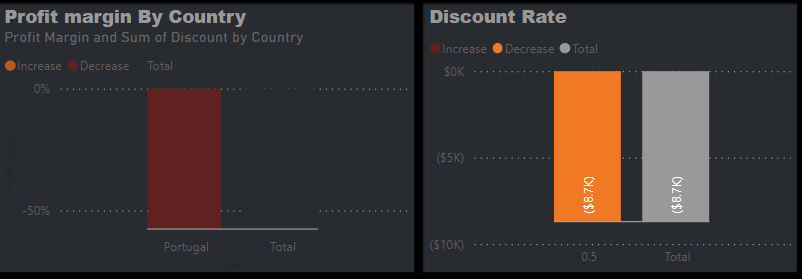 Profit margin By Country
Profit Margin and Sum of Discount by Country
Increase Decrease Total
0%
-50%
Portugal Total
Country
Discount Rate
Increase Decrease Total
$0K
($5K)
($10K)
($8.7K) ($8.7K)
0.5 Total